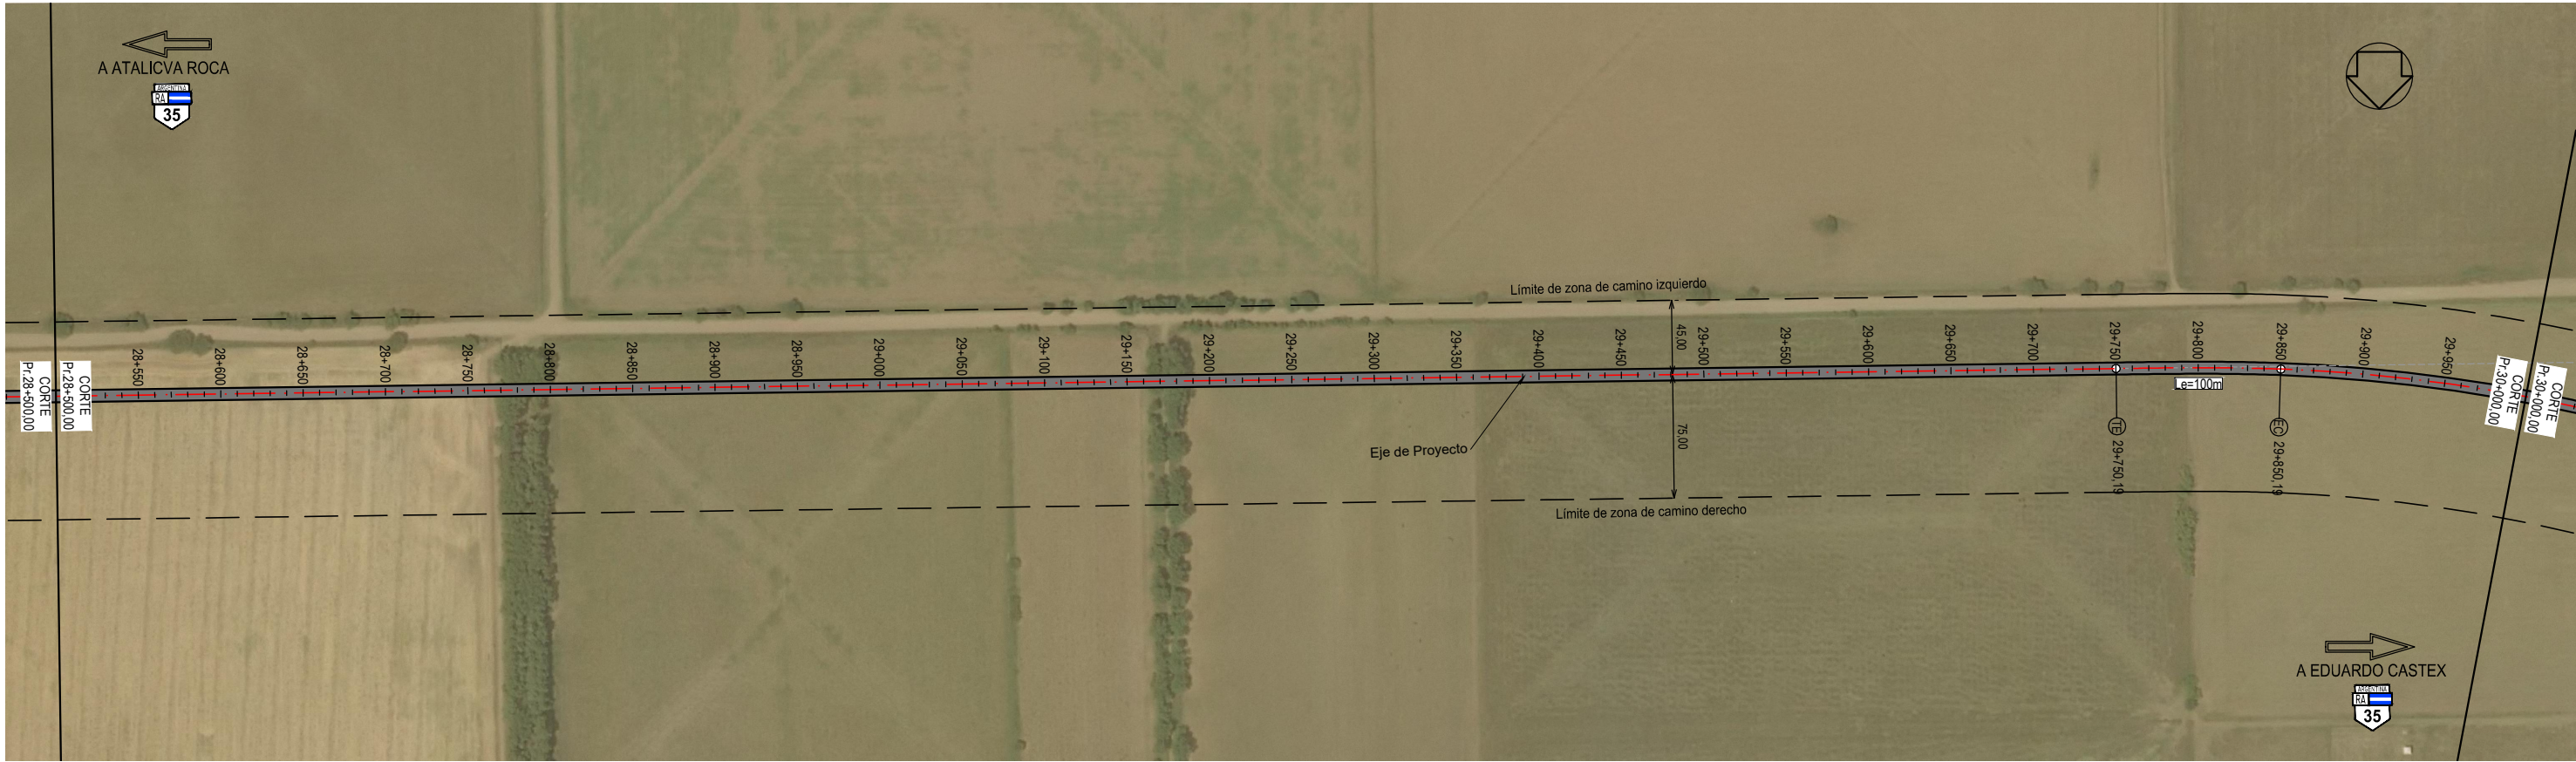 A ATALICVA ROCA
ARGENTINA
RA
35
Límite de zona de camino izquierdo
45,00
28+550
28+600
28+650
28+700
28+750
28+800
28+850
28+900
28+950
29+000
29+050
29+100
29+150
29+200
29+250
29+300
29+350
29+400
29+450
29+500
29+550
29+600
29+650
29+700
29+750
29+800
29+850
29+900
29+950
CORTE
Pr.28+500,00
CORTE
Pr.28+500,00
CORTE
Pr.30+000,00
CORTE
Pr.30+000,00
Le=100m
Eje de Proyecto
75,00
TE 29+750,19
EC 29+850,19
Límite de zona de camino derecho
A EDUARDO CASTEX
ARGENTINA
RA
35